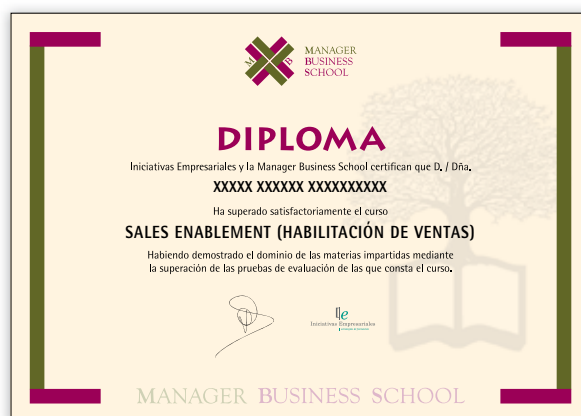 M B
MANAGER
BUSINESS
SCHOOL
DIPLOMA
Iniciativas Empresariales y la Manager Business School certifican que D. / Dña.
XXXXX XXXXXX XXXXXXXXXX
Ha superado satisfactoriamente el curso
SALES ENABLEMENT (HABILITACIÓN DE VENTAS)
Habiendo demostrado el dominio de las materias impartidas mediante
la superación de las pruebas de evaluación de las que consta el curso.
Iniciativas Empresariales
MANAGER BUSINESS SCHOOL